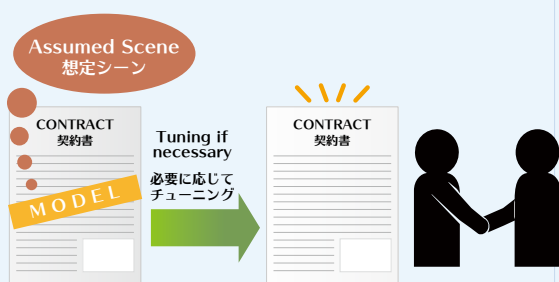 Assumed Scene
想定シーン
CONTRACT
契約書
MODEL
Tuning if
necessary
必要に応じて
チューニング
CONTRACT
契約書